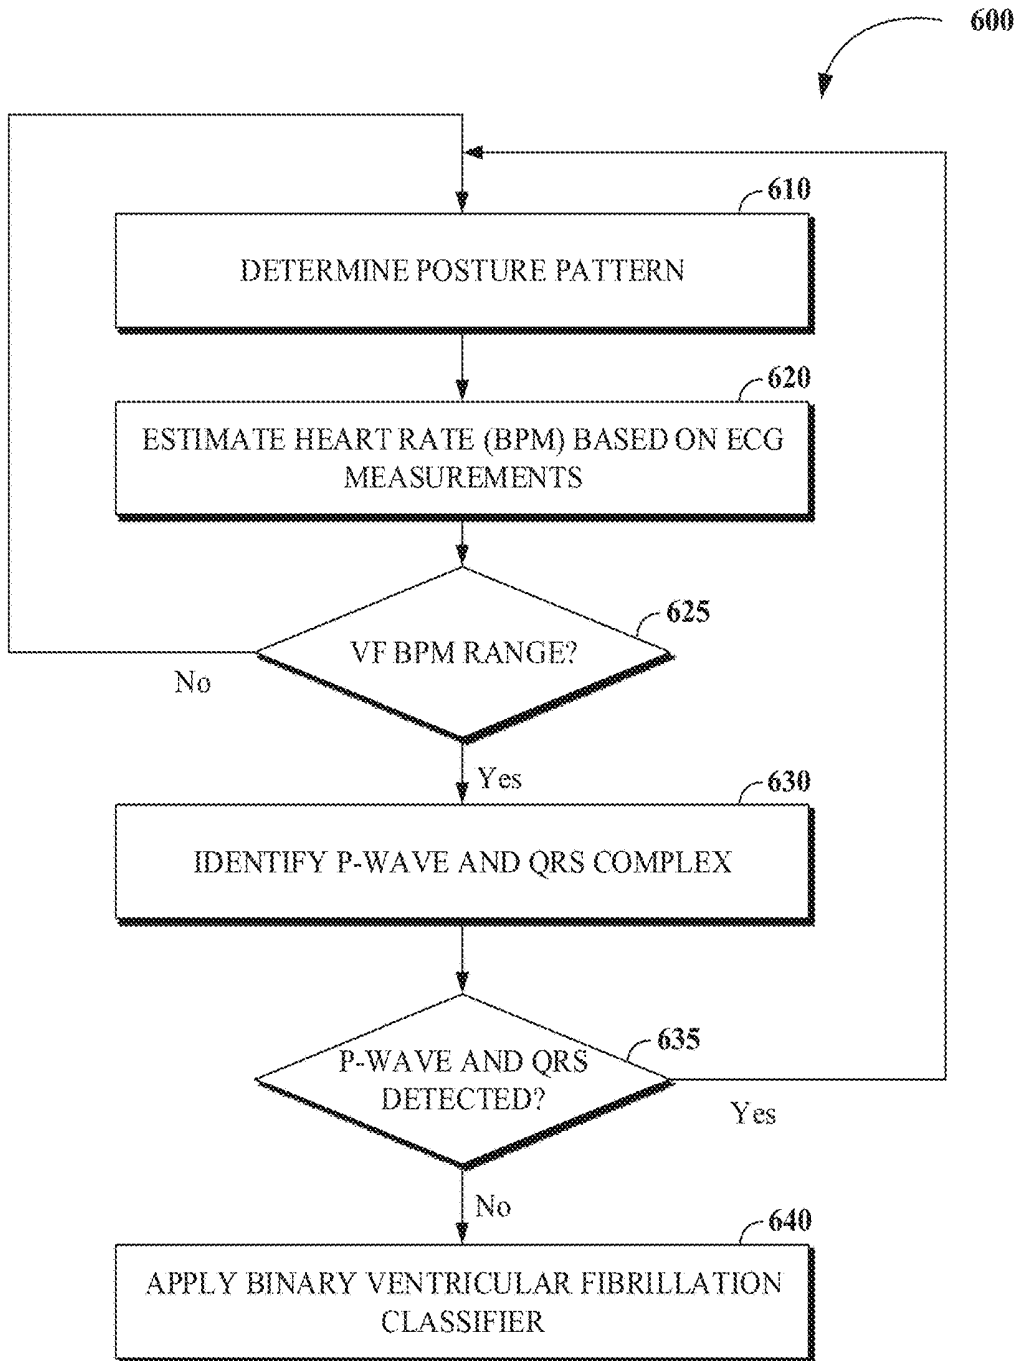 600
610
DETERMINE POSTURE PATTERN
620
ESTIMATE HEART RATE (BPM) BASED ON ECG
MEASUREMENTS
625
VF BPM RANGE?
No
Yes
630
IDENTIFY P-WAVE AND QRS COMPLEX
635
P-WAVE AND QRS
DETECTED?
Yes
No
640
APPLY BINARY VENTRICULAR FIBRILLATION
CLASSIFIER